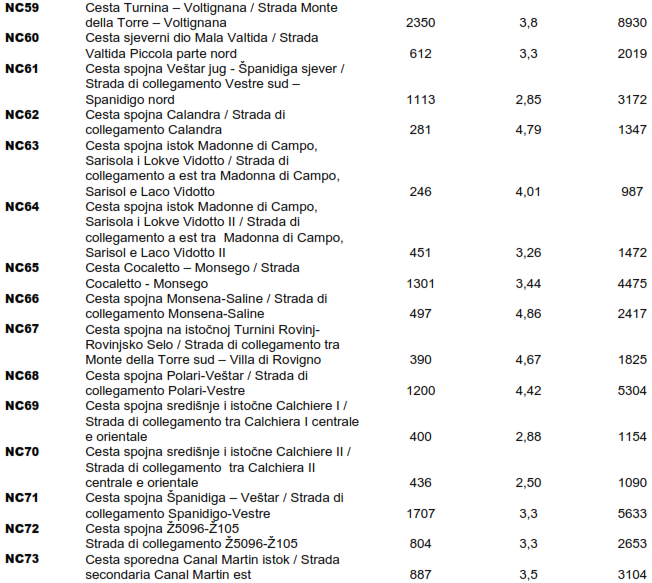 NC59 Cesta Turnina – Voltignana / Strada Monte
della Torre – Voltignana 2350 3,8 8930
NC60 Cesta sjeverni dio Mala Valtida / Strada
Valtida Piccola parte nord 612 3,3 2019
NC61 Cesta spojna Veštar jug - Španidiga sjever /
Strada di collegamento Vestre sud –
Spanidigo nord 1113 2,85 3172
NC62 Cesta spojna Calandra / Strada di
collegamento Calandra 281 4,79 1347
NC63 Cesta spojna istok Madonne di Campo,
Sarisola i Lokve Vidotto / Strada di
collegamento a est tra Madonna di Campo,
Sarisol e Laco Vidotto 246 4,01 987
NC64 Cesta spojna istok Madonne di Campo,
Sarisola i Lokve Vidotto II / Strada di
collegamento a est tra Madonna di Campo,
Sarisol e Laco Vidotto II 451 3,26 1472
NC65 Cesta Cocaletto – Monsego / Strada
Cocaletto - Monsego 1301 3,44 4475
NC66 Cesta spojna Monsena-Saline / Strada di
collegamento Monsena-Saline 497 4,86 2417
NC67 Cesta spojna na istočnoj Turnini Rovinj-
Rovinjsko Selo / Strada di collegamento tra
Monte della Torre sud – Villa di Rovigno 390 4,67 1825
NC68 Cesta spojna Polari-Veštar / Strada di
collegamento Polari-Vestre 1200 4,42 5304
NC69 Cesta spojna središnje i istočne Calchiere I /
Strada di collegamento tra Calchiera I centrale
e orientale 400 2,88 1154
NC70 Cesta spojna središnje i istočne Calchiere II /
Strada di collegamento tra Calchiera II
centrale e orientale 436 2,50 1090
NC71 Cesta spojna Španidiga – Veštar / Strada di
collegamento Spanidigo-Vestre 1707 3,3 5633
NC72 Cesta spojna Ž5096-Ž105
Strada di collegamento Ž5096-Ž105 804 3,3 2653
NC73 Cesta sporedna Canal Martin istok / Strada
secondaria Canal Martin est 887 3,5 3104